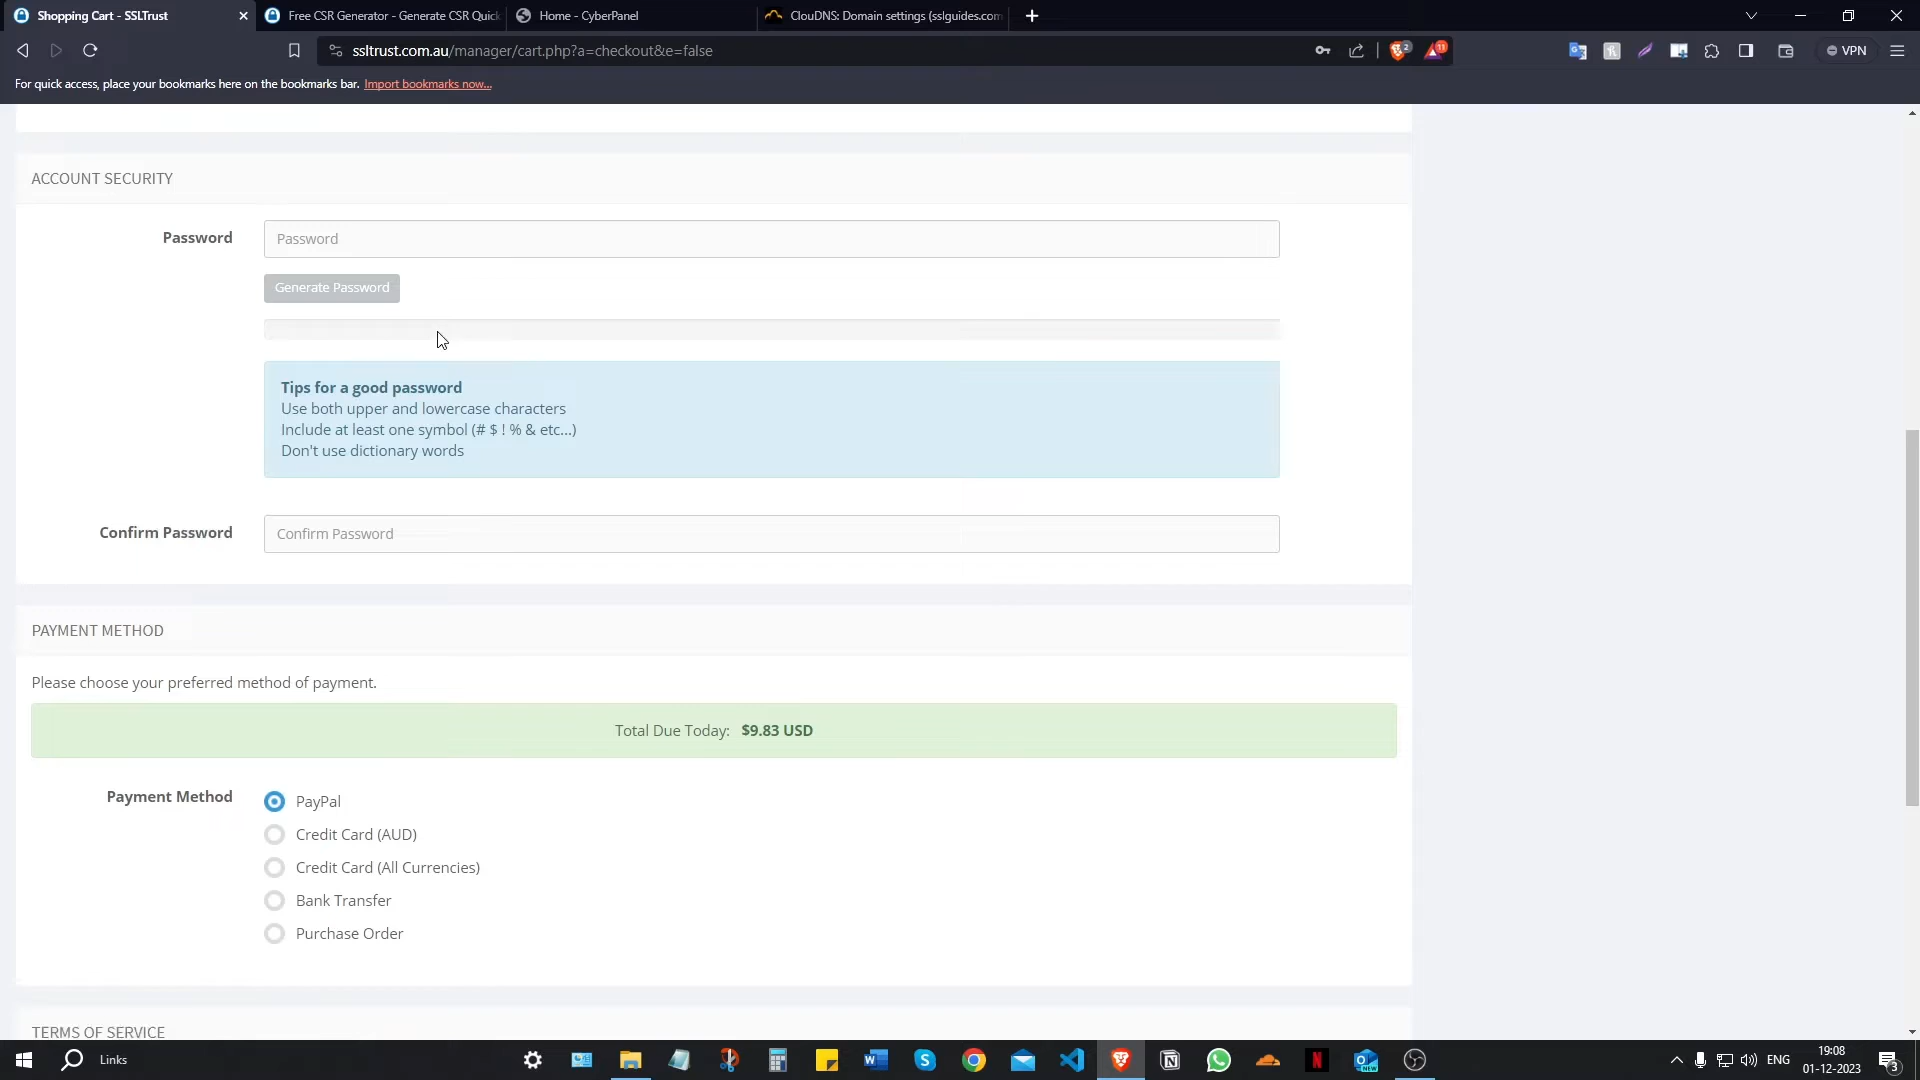 Shopping Cart - SSLTrust
Free CSR Generator - Generate CSR Quick
Home - CyberPanel
ClouDNS: Domain settings (sslguides.com
ssltrust.com.au/manager/cart.php?a=checkout&e=false
2
11
VPN
For quick access, place your bookmarks here on the bookmarks bar. Import bookmarks now...
ACCOUNT SECURITY
Password
Password
Generate Password
Tips for a good password
Use both upper and lowercase characters
Include at least one symbol (# $ ! % & etc...)
Don't use dictionary words
Confirm Password
Confirm Password
PAYMENT METHOD
Please choose your preferred method of payment.
Total Due Today: $9.83 USD
Payment Method
PayPal
Credit Card (AUD)
Credit Card (All Currencies)
Bank Transfer
Purchase Order
TERMS OF SERVICE
Links
ENG
19:08
01-12-2023
3